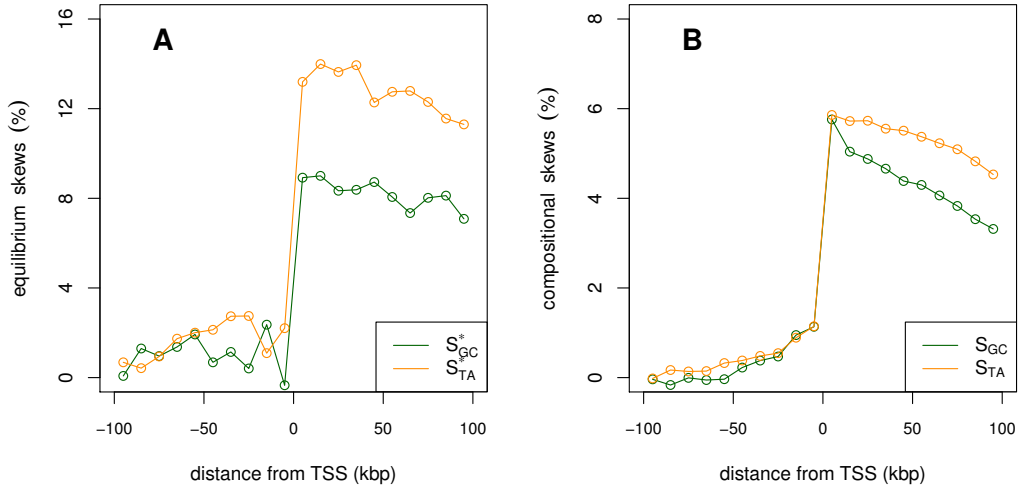 A
equilibrium skews (%)
16
12
8
4
0
−100
−50
0
50
100
distance from TSS (kbp)
S*GC
S*TA
B
compositional skews (%)
8
6
4
2
0
−100
−50
0
50
100
distance from TSS (kbp)
SGC
STA